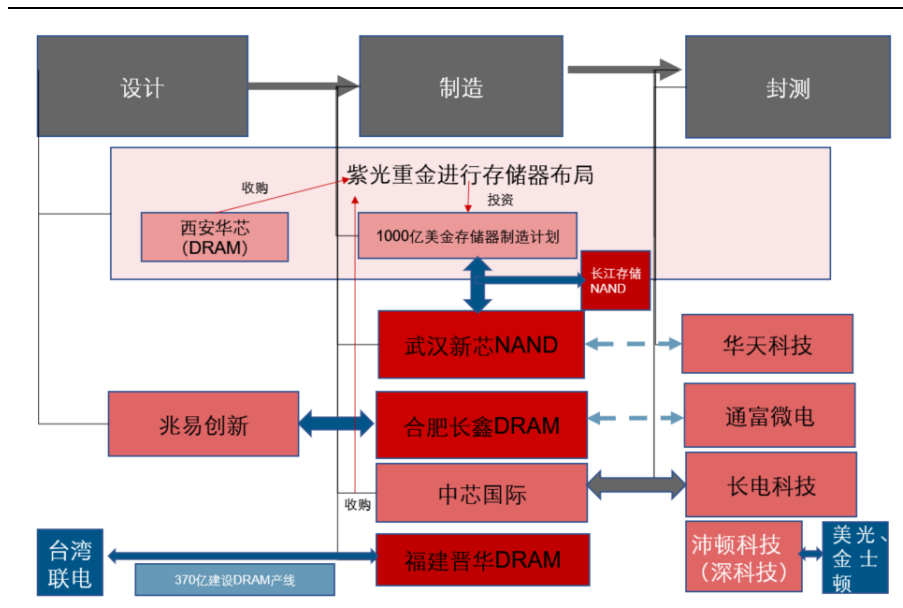 设计
制造
封测
紫光重金进行存储器布局
收购
投资
西安华芯
（DRAM）
1000亿美金存储器制造计划
长江存储
NAND
武汉新芯NAND
华天科技
兆易创新
合肥长鑫DRAM
通富微电
中芯国际
长电科技
收购
台湾
联电
370亿建设DRAM产线
福建晋华DRAM
沛顿科技
（深科技）
美光、
金士
顿